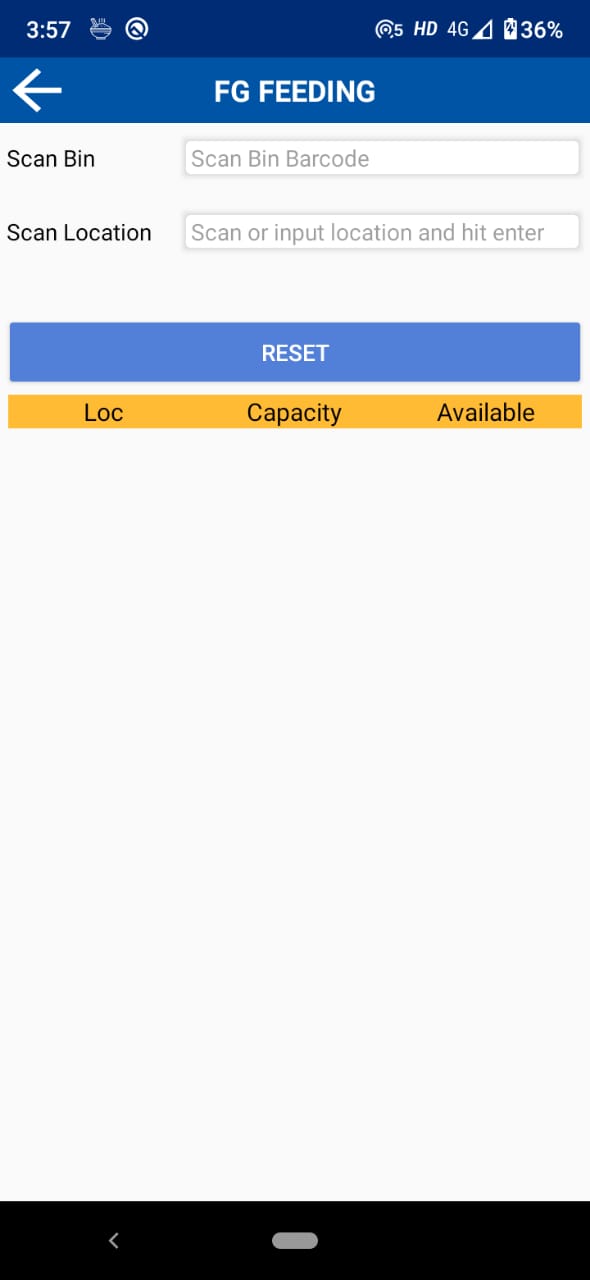 3:57 5 HD 4G 36%
FG FEEDING
Scan Bin Scan Bin Barcode
Scan Location Scan or input location and hit enter
RESET
Loc Capacity Available